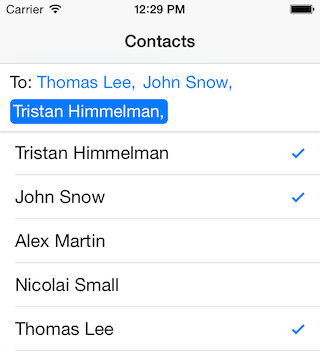 Carrier 12:29 PM
Contacts
To: Thomas Lee, John Snow,
Tristan Himmelman,
Tristan Himmelman
John Snow
Alex Martin
Nicolai Small
Thomas Lee